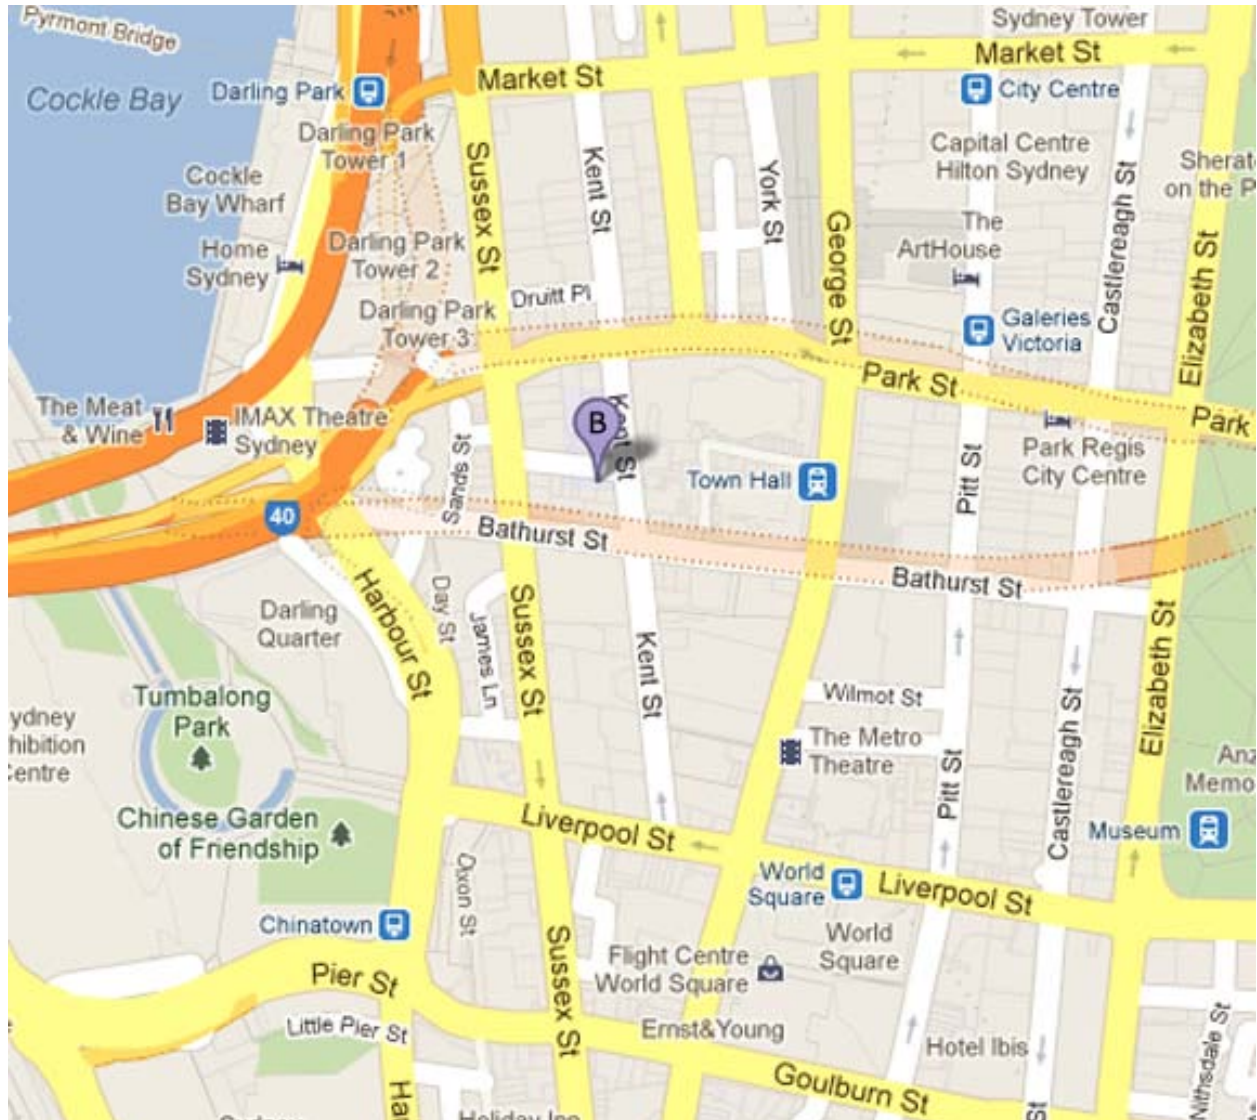 Pyrmont Bridge
Sydney Tower
Market St
Market St
Darling Park
City Centre
Cockle Bay
Darling Park
Tower 1
Capital Centre
Hilton Sydney
Sussex St
Kent St
York St
Castlereagh St
Sherat
on the P
Cockle
Bay Wharf
Home
Sydney
Darling Park
Tower 2
The
ArtHouse
George St
Elizabeth St
Druitt Pl
Darling Park
Tower 3
Galeries
Victoria
Park St
Park
The Meat
& Wine
IMAX Theatre
Sydney
B
Kent St
Park Regis
City Centre
Sands St
Town Hall
Pitt St
40
Bathurst St
Bathurst St
Harbour St
Day St
James Ln
Sussex St
Kent St
Darling
Quarter
Elizabeth St
Wilmot St
Tumbalong
Park
ydney
hibition
Centre
The Metro
Theatre
Pitt St
Castlereagh St
Anz
Memo
Chinese Garden
of Friendship
Liverpool St
Museum
World
Square
Liverpool St
Dixon St
Chinatown
Sussex St
Flight Centre
World Square
World
Square
Pier St
Little Pier St
Ernst&Young
Hotel Ibis
Nithsdale St
Goulburn St
Ha
St
Holiday Inn